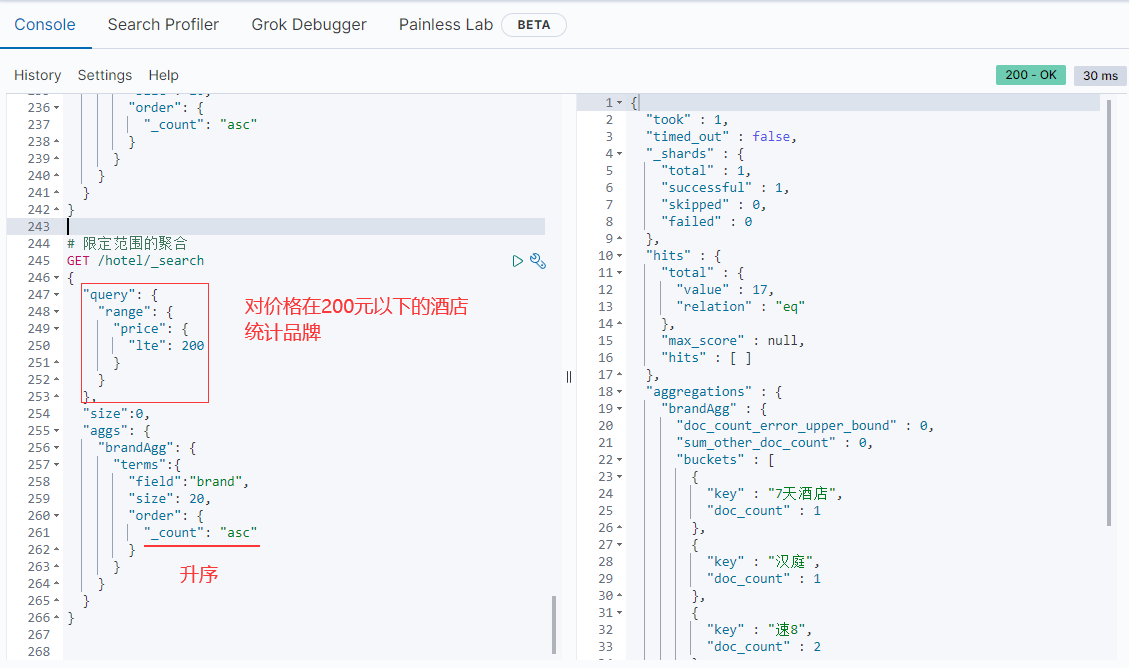 Console Search Profiler Grok Debugger Painless Lab BETA
History Settings Help 200 - OK 30 ms
236 "order": {
237 "_count": "asc"
238 }
239 }
240 }
241 }
242 }
243
244 # 限定范围的聚合
245 GET /hotel/_search
246 {
247 "query": {
248 "range": {
249 "price": {
250 "lte": 200
251 }
252 }
253 },
254 "size":0,
255 "aggs": {
256 "brandAgg": {
257 "terms":{
258 "field":"brand",
259 "size": 20,
260 "order": {
261 "_count": "asc"
262 }
263 }
264 }
265 }
266 }
267
268
对价格在200元以下的酒店
统计品牌
升序
1 {
2 "took" : 1,
3 "timed_out" : false,
4 "_shards" : {
5 "total" : 1,
6 "successful" : 1,
7 "skipped" : 0,
8 "failed" : 0
9 },
10 "hits" : {
11 "total" : {
12 "value" : 17,
13 "relation" : "eq"
14 },
15 "max_score" : null,
16 "hits" : [ ]
17 },
18 "aggregations" : {
19 "brandAgg" : {
20 "doc_count_error_upper_bound" : 0,
21 "sum_other_doc_count" : 0,
22 "buckets" : [
23 {
24 "key" : "7天酒店",
25 "doc_count" : 1
26 },
27 {
28 "key" : "汉庭",
29 "doc_count" : 1
30 },
31 {
32 "key" : "速8",
33 "doc_count" : 2